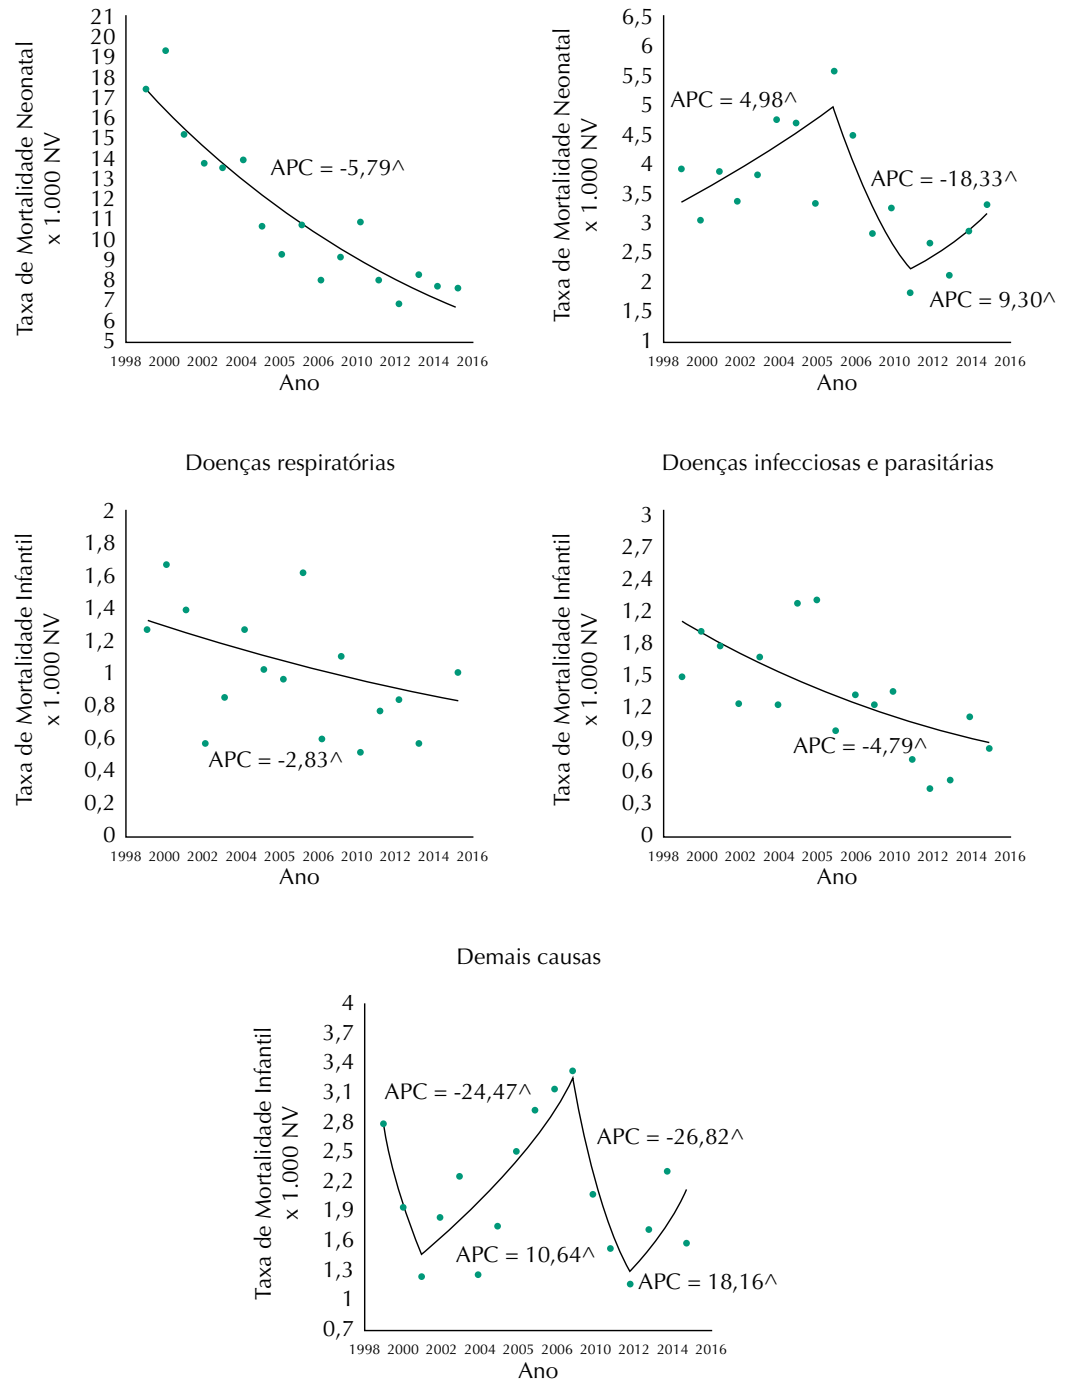 21
20
19
18
17
16
15
14
13
12
11
10
9
8
7
6
5
Taxa de Mortalidade Neonatal
x 1.000 NV
APC = -5,79^
1998 2000 2002 2004 2005 2006 2010 2012 2014 2016
Ano
6,5
6
5,5
5
4,5
4
3,5
3
2,5
2
1,5
1
Taxa de Mortalidade Neonatal
x 1.000 NV
APC = 4,98^
APC = -18,33^
APC = 9,30^
1998 2000 2002 2004 2005 2006 2010 2012 2014 2016
Ano
Doenças respiratórias
2
1,8
1,6
1,4
1,2
1
0,8
0,6
0,4
0,2
0
Taxa de Mortalidade Infantil
x 1.000 NV
APC = -2,83^
1998 2000 2002 2004 2005 2006 2010 2012 2014 2016
Ano
Doenças infecciosas e parasitárias
3
2,7
2,4
1,2
1,8
1,5
1,2
0,9
0,6
0,3
0
Taxa de Mortalidade Infantil
x 1.000 NV
APC = -4,79^
1998 2000 2002 2004 2005 2006 2010 2012 2014 2016
Ano
Demais causas
4
3,7
3,4
3,1
2,8
2,5
2,2
1,9
1,6
1,3
1
0,7
Taxa de Mortalidade Infantil
x 1.000 NV
APC = -24,47^
APC = -26,82^
APC = 10,64^
APC = 18,16^
1998 2000 2002 2004 2005 2006 2010 2012 2014 2016
Ano